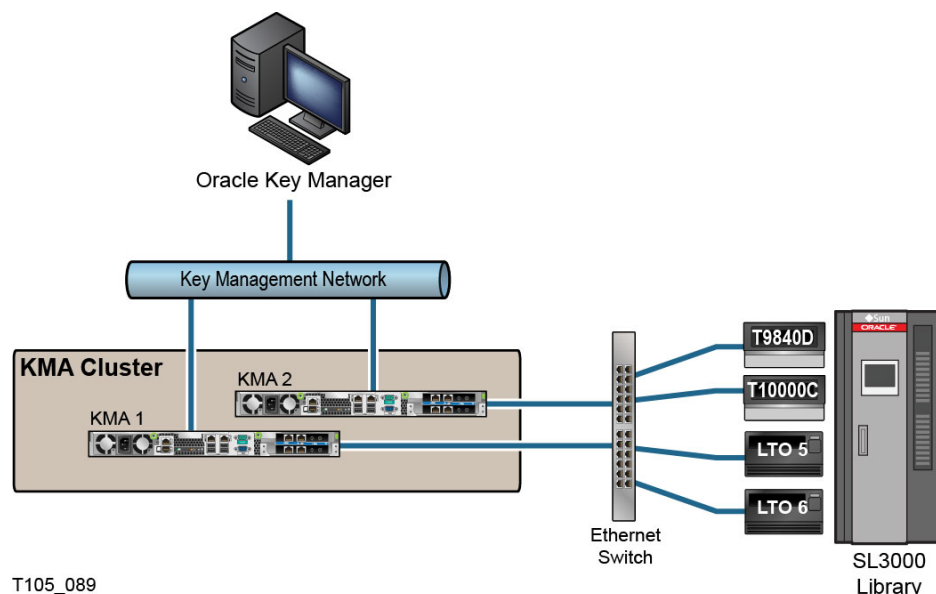 Oracle Key Manager
Key Management Network
KMA Cluster
KMA 2
KMA 1
T9840D
T10000C
LTO 5
LTO 6
Sun
ORACLE
Ethernet
Switch
SL3000
Library
T105_089